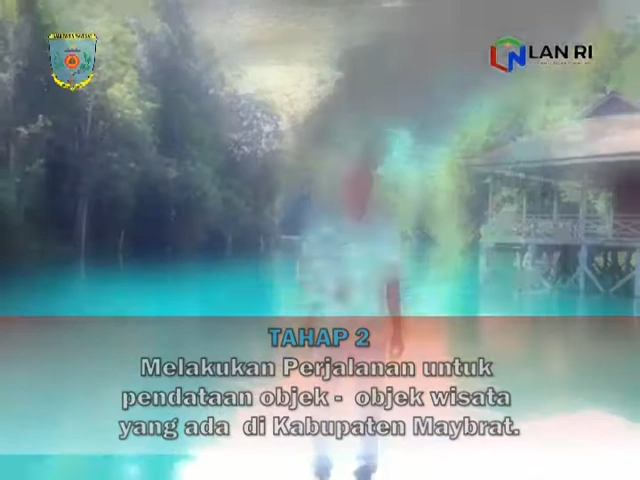 LAN RI
TAHAP 2
Melakukan Perjalanan untuk
pendataan objek - objek wisata
yang ada di Kabupaten Maybrat.